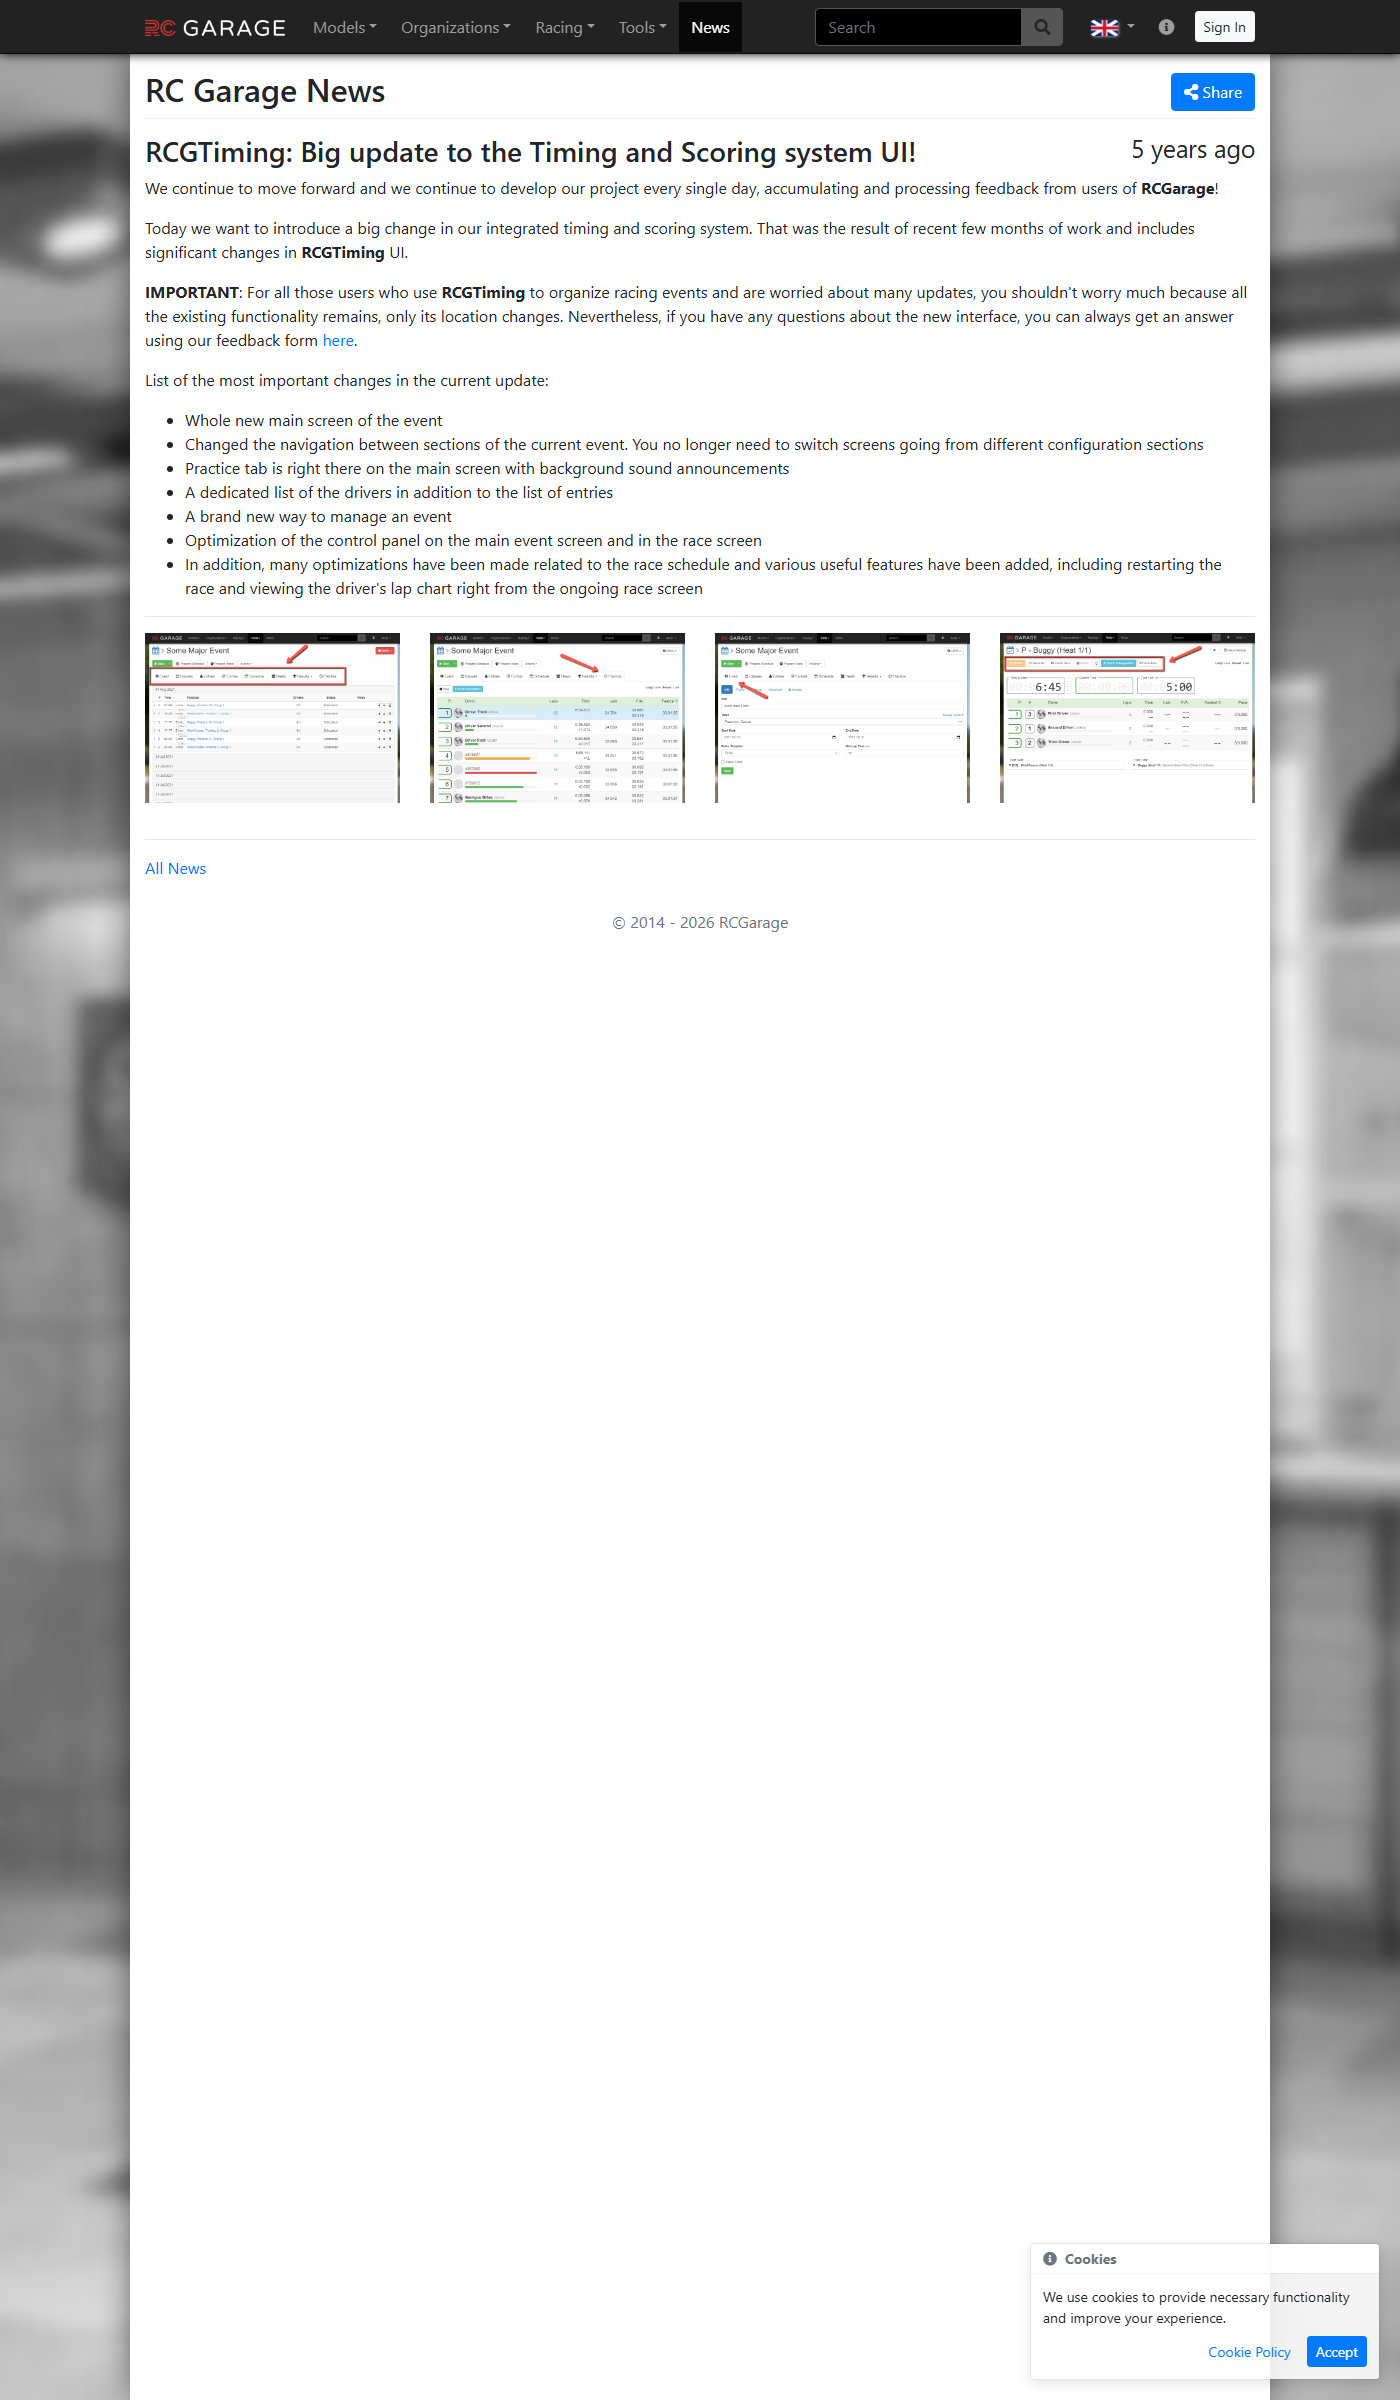 RC GARAGE Models Organizations Racing Tools News Search Sign In
RC Garage News
Share
RCGTiming: Big update to the Timing and Scoring system UI!
5 years ago
We continue to move forward and we continue to develop our project every single day, accumulating and processing feedback from users of RCGarage!
Today we want to introduce a big change in our integrated timing and scoring system. That was the result of recent few months of work and includes
significant changes in RCGTiming UI.
IMPORTANT: For all those users who use RCGTiming to organize racing events and are worried about many updates, you shouldn't worry much because all
the existing functionality remains, only its location changes. Nevertheless, if you have any questions about the new interface, you can always get an answer
using our feedback form here.
List of the most important changes in the current update:
Whole new main screen of the event
Changed the navigation between sections of the current event. You no longer need to switch screens going from different configuration sections
Practice tab is right there on the main screen with background sound announcements
A dedicated list of the drivers in addition to the list of entries
A brand new way to manage an event
Optimization of the control panel on the main event screen and in the race screen
In addition, many optimizations have been made related to the race schedule and various useful features have been added, including restarting the
race and viewing the driver's lap chart right from the ongoing race screen
Some Major Event
Some Major Event
Some Major Event
P - Buggy (Heat 1/1)
6:45
5:00
All News
© 2014 - 2026 RCGarage
Cookies
We use cookies to provide necessary functionality
and improve your experience.
Cookie Policy Accept